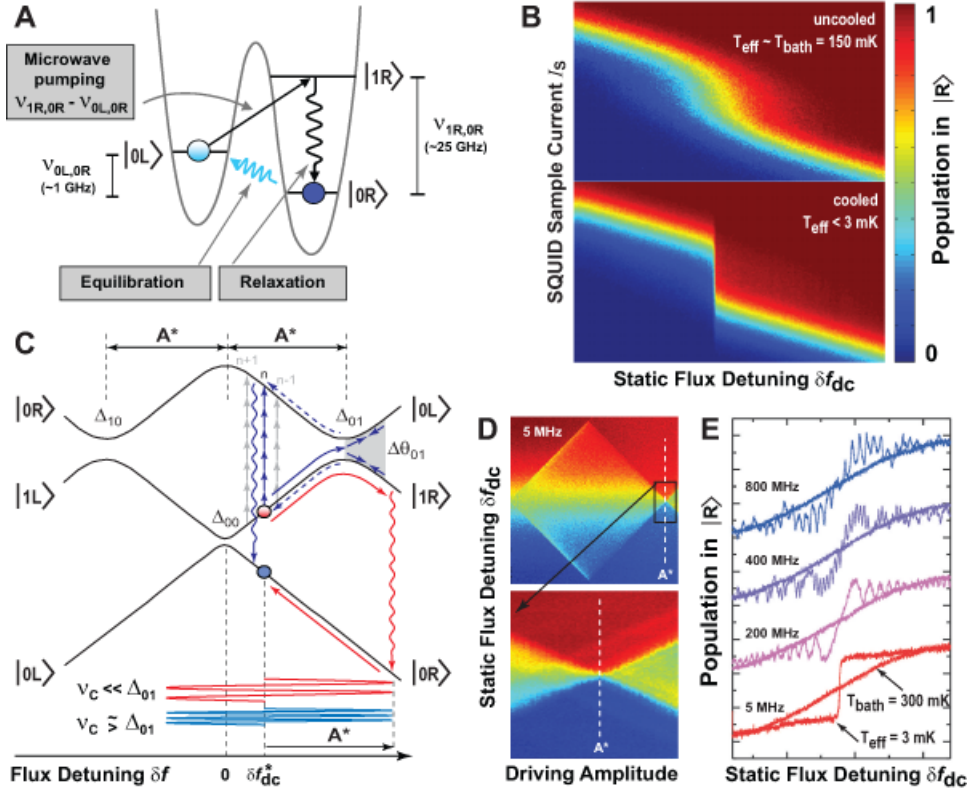 A
Microwave
pumping
ν1R,0R - ν0L,0R
|1R⟩
|0L⟩
ν0L,0R
(~1 GHz)
ν1R,0R
(~25 GHz)
|0R⟩
Equilibration
Relaxation
B
uncooled
Teff ~ Tbath = 150 mK
cooled
Teff < 3 mK
SQUID Sample Current Is
Static Flux Detuning δfdc
1
0
Population in |R⟩
C
A*
A*
n+1
n
n-1
|0R⟩
Δ10
Δ01
|0L⟩
Δθ01
|1L⟩
Δ00
|1R⟩
|0L⟩
|0R⟩
νc << Δ01
νc ≳ Δ01
A*
Flux Detuning δf
0
δf*dc
D
5 MHz
A*
A*
Static Flux Detuning δfdc
Driving Amplitude
E
800 MHz
400 MHz
200 MHz
5 MHz
Tbath = 300 mK
Teff = 3 mK
Population in |R⟩
Static Flux Detuning δfdc